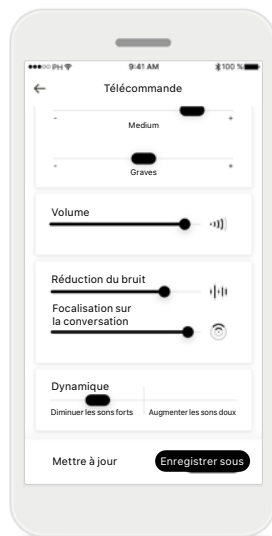 PH 9:41 AM 100 %
Télécommande
- Medium +
- Graves +
Volume
Réduction du bruit
Focalisation sur
la conversation
Dynamique
Diminuer les sons forts Augmenter les sons doux
Mettre à jour Enregistrer sous